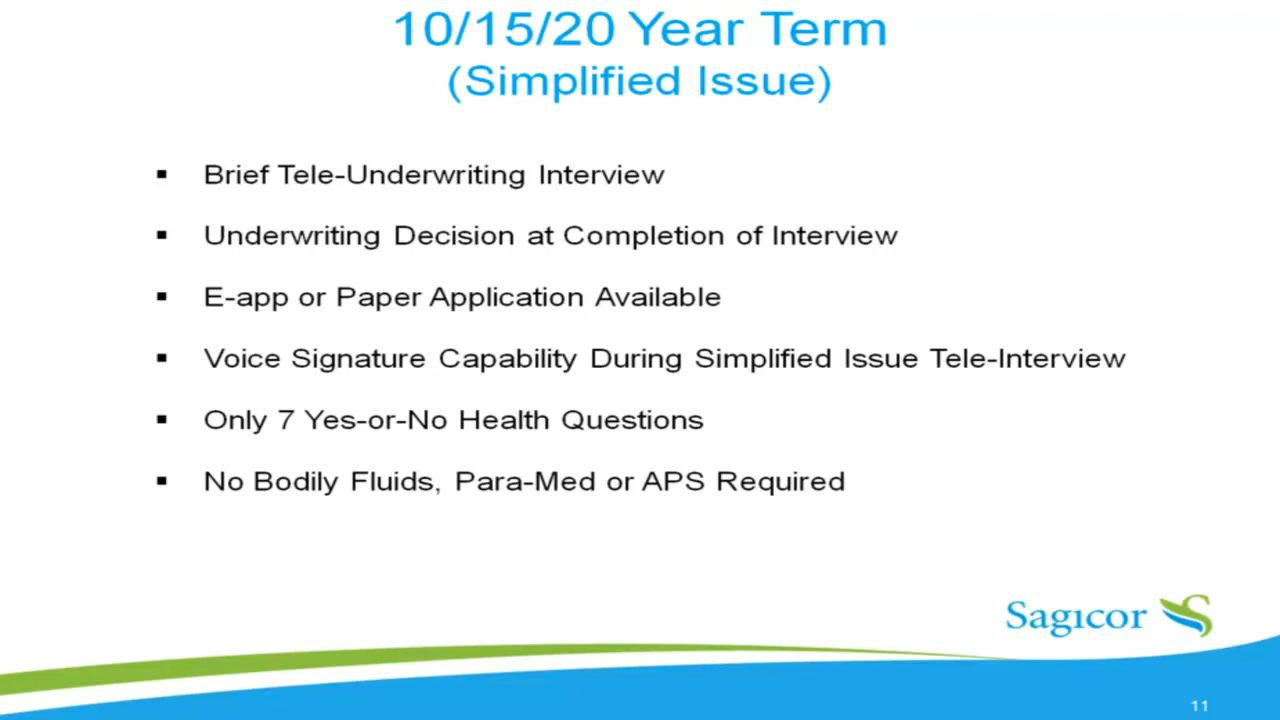 10/15/20 Year Term
(Simplified Issue)
▪ Brief Tele-Underwriting Interview
▪ Underwriting Decision at Completion of Interview
▪ E-app or Paper Application Available
▪ Voice Signature Capability During Simplified Issue Tele-Interview
▪ Only 7 Yes-or-No Health Questions
▪ No Bodily Fluids, Para-Med or APS Required
Sagicor
11